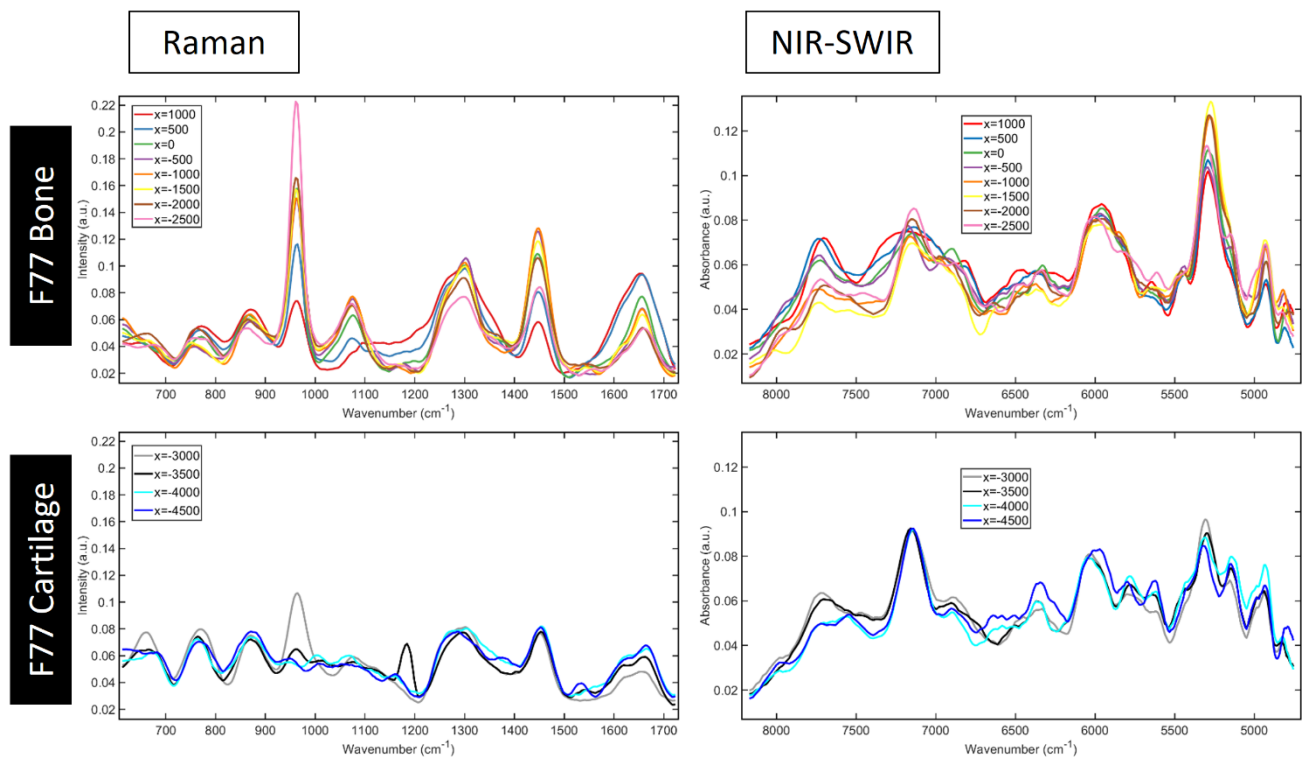 Raman
NIR-SWIR
F77 Bone
Intensity (a.u.)
0.22
0.2
0.18
0.16
0.14
0.12
0.1
0.08
0.06
0.04
0.02
x=1000
x=500
x=0
x=-500
x=-1000
x=-1500
x=-2000
x=-2500
700 800 900 1000 1100 1200 1300 1400 1500 1600 1700
Wavenumber (cm⁻¹)
Absorbance (a.u.)
0.12
0.1
0.08
0.06
0.04
0.02
x=1000
x=500
x=0
x=-500
x=-1000
x=-1500
x=-2000
x=-2500
8000 7500 7000 6500 6000 5500 5000
Wavenumber (cm⁻¹)
F77 Cartilage
Intensity (a.u.)
0.22
0.2
0.18
0.16
0.14
0.12
0.1
0.08
0.06
0.04
0.02
x=-3000
x=-3500
x=-4000
x=-4500
700 800 900 1000 1100 1200 1300 1400 1500 1600 1700
Wavenumber (cm⁻¹)
Absorbance (a.u.)
0.12
0.1
0.08
0.06
0.04
0.02
x=-3000
x=-3500
x=-4000
x=-4500
8000 7500 7000 6500 6000 5500 5000
Wavenumber (cm⁻¹)